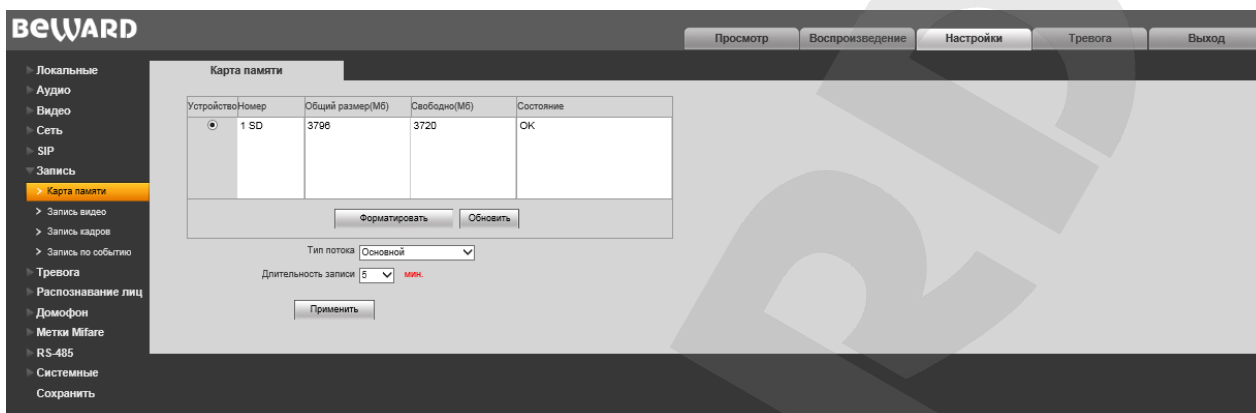 BEWARD
Просмотр Воспроизведение Настройки Тревога Выход
Локальные
Аудио
Видео
Сеть
SIP
Запись
Карта памяти
Запись видео
Запись кадров
Запись по событию
Тревога
Распознавание лиц
Домофон
Метки Mifare
RS-485
Системные
Сохранить
Карта памяти
Устройство Номер Общий размер(Мб) Свободно(Мб) Состояние
1 SD 3796 3720 OK
Форматировать Обновить
Тип потока Основной
Длительность записи 5 мин.
Применить